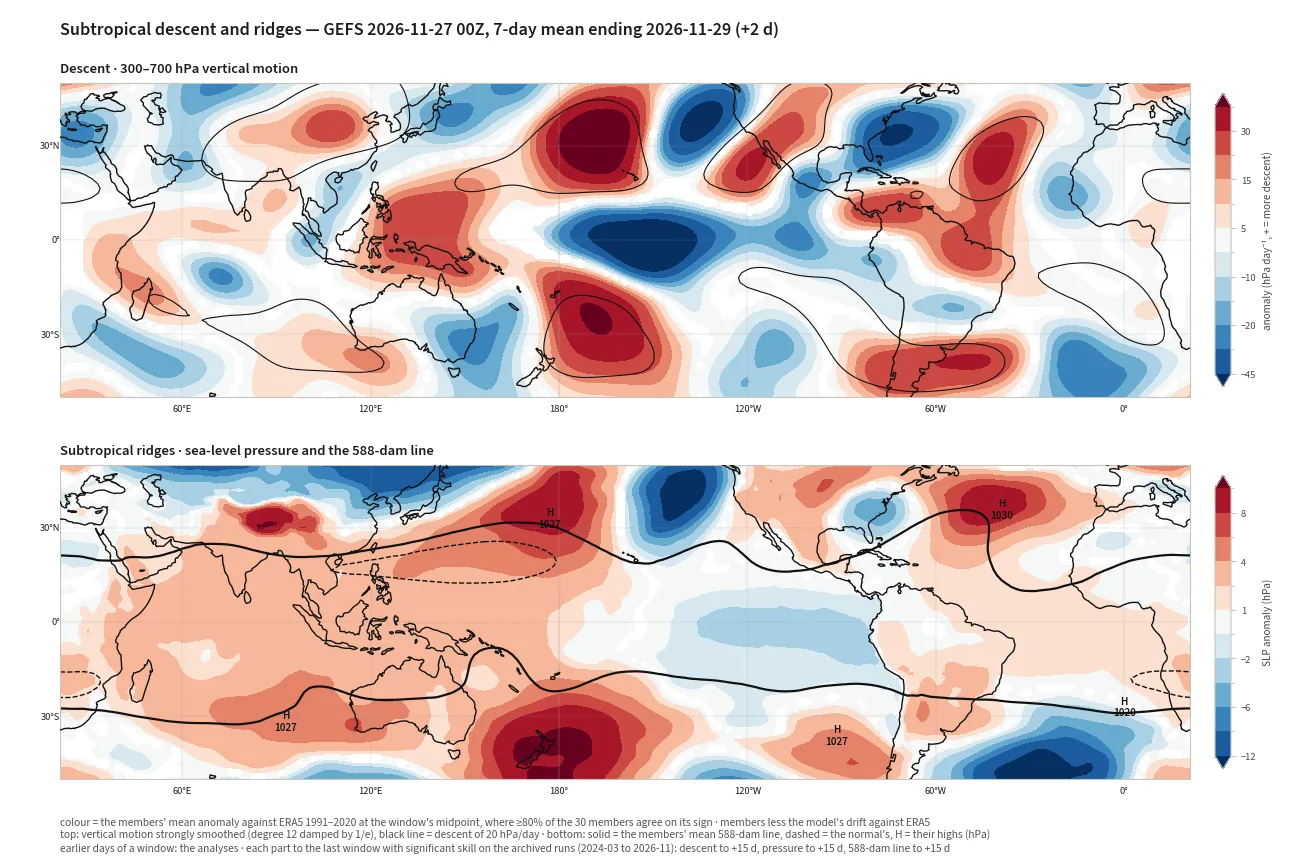 Subtropical descent and ridges — GEFS 2026-11-27 00Z, 7-day mean ending 2026-11-29 (+2 d)
Descent · 300–700 hPa vertical motion
30°N
0°
30°S
60°E
120°E
180°
120°W
60°W
0°
30
15
5
−10
−20
−45
anomaly (hPa day⁻¹, + = more descent)
Subtropical ridges · sea-level pressure and the 588-dam line
30°N
0°
30°S
H
1027
H
1030
H
1027
H
1027
H
1020
60°E
120°E
180°
120°W
60°W
0°
8
4
1
−2
−6
−12
SLP anomaly (hPa)
colour = the members' mean anomaly against ERA5 1991–2020 at the window's midpoint, where ≥80% of the 30 members agree on its sign · members less the model's drift against ERA5
top: vertical motion strongly smoothed (degree 12 damped by 1/e), black line = descent of 20 hPa/day · bottom: solid = the members' mean 588-dam line, dashed = the normal's, H = their highs (hPa)
earlier days of a window: the analyses · each part to the last window with significant skill on the archived runs (2024-03 to 2026-11): descent to +15 d, pressure to +15 d, 588-dam line to +15 d